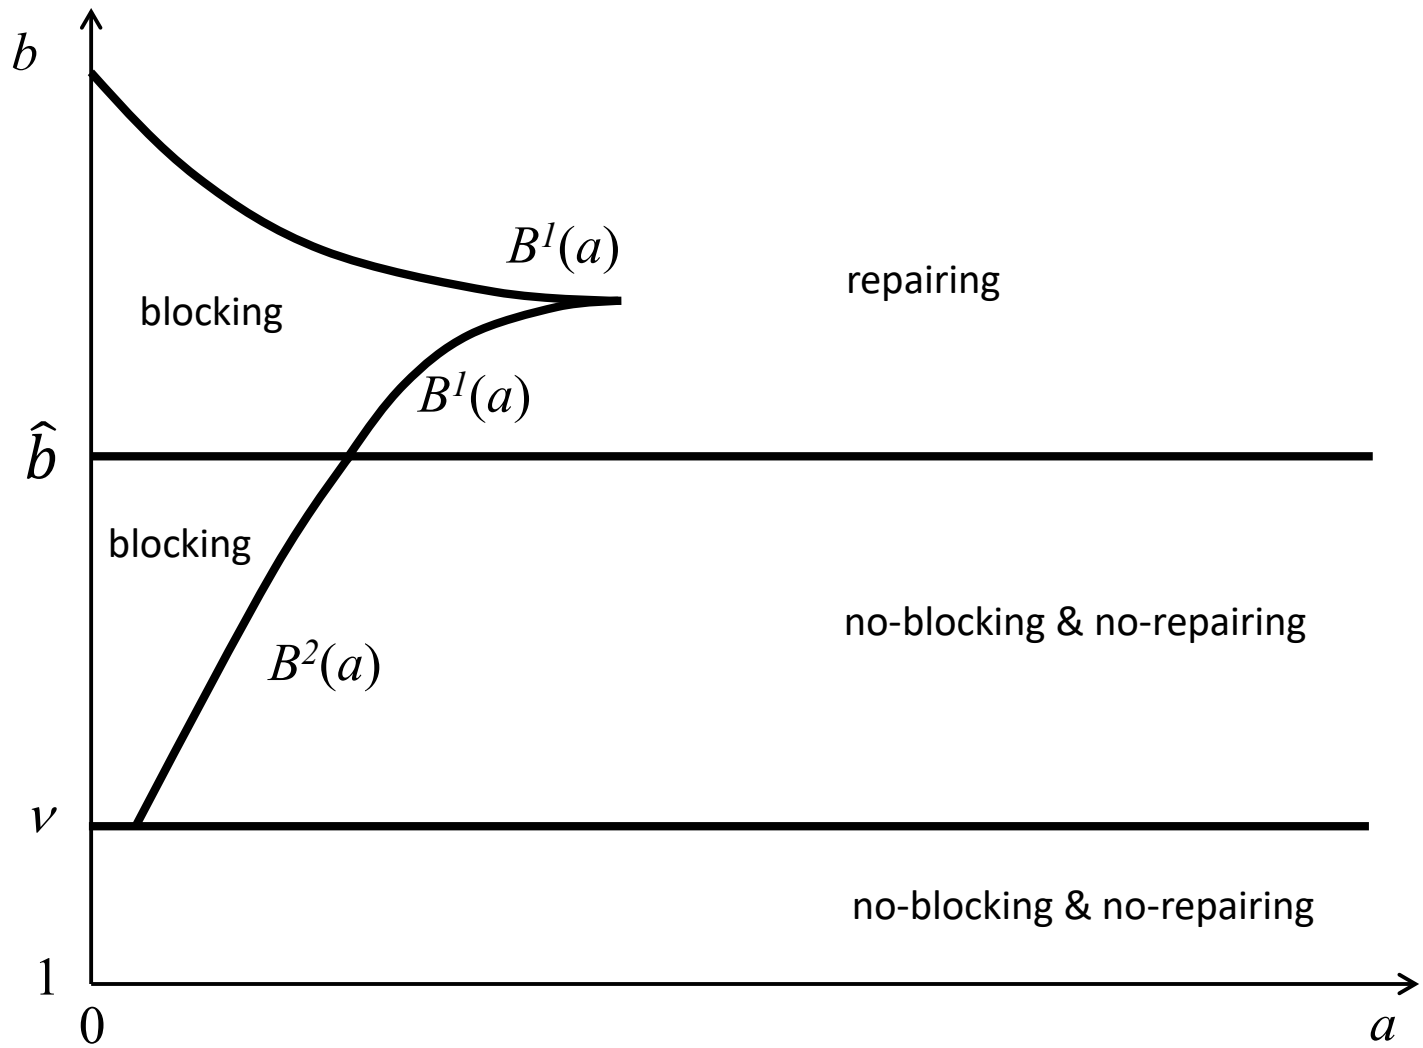 b
B¹(a)
repairing
blocking
B¹(a)
b̂
blocking
no-blocking & no-repairing
B²(a)
ν
no-blocking & no-repairing
1
0
a